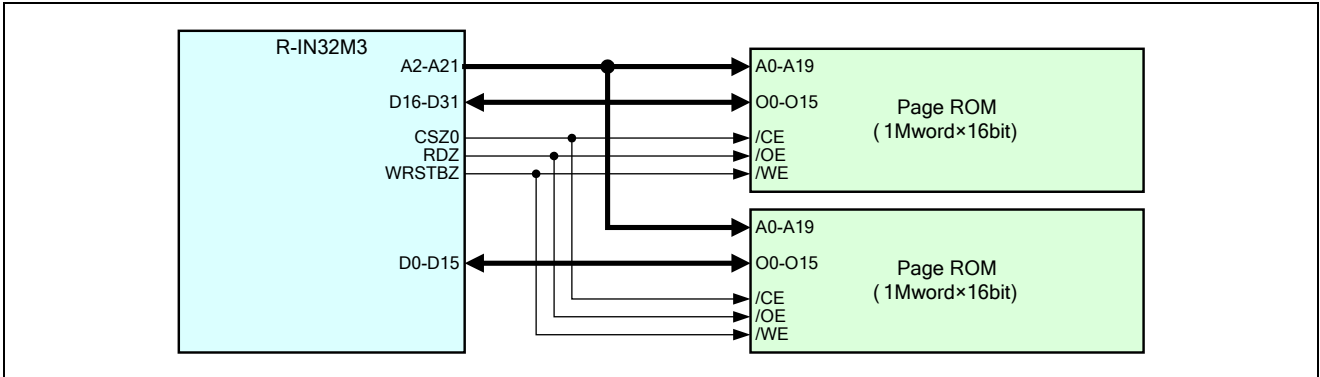 R-IN32M3
A2-A21
D16-D31
CSZ0
RDZ
WRSTBZ
D0-D15
A0-A19
O0-O15
/CE
/OE
/WE
Page ROM
( 1Mword×16bit)
A0-A19
O0-O15
/CE
/OE
/WE
Page ROM
( 1Mword×16bit)